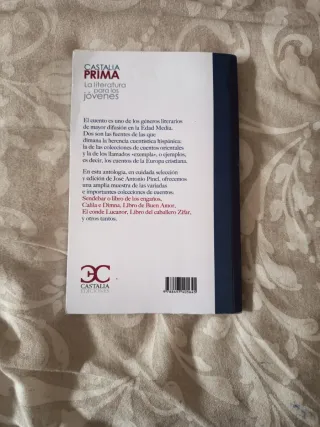 CASTALIA
PRIMA
La literatura
para los
jóvenes
El cuento es uno de los géneros literarios
de mayor difusión en la Edad Media.
Dos son las fuentes de las que
dimana la herencia cuentística hispánica:
la de las colecciones de cuentos orientales
y la de los llamados «exempla», o ejemplos,
es decir, los cuentos de la Europa cristiana.
En esta antología, en cuidada selección
y edición de José Antonio Pinel, ofrecemos
una amplia muestra de las variadas
e importantes colecciones de cuentos:
Sendebar o libro de los engaños,
Calila e Dimna, Libro de Buen Amor,
El conde Lucanor, Libro del caballero Zifar,
y otros tantos.
CASTALIA
EDICIONES